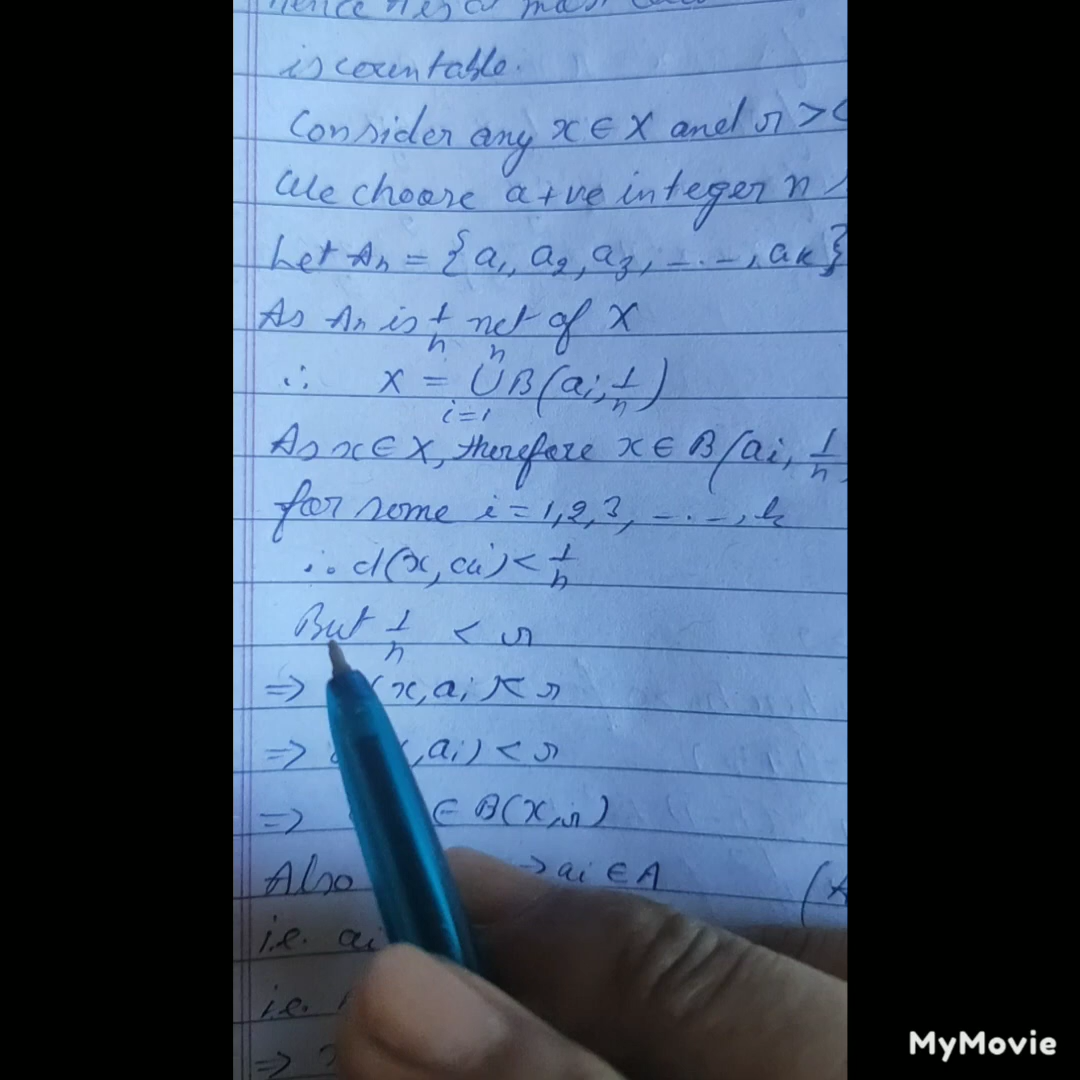 is countable.
Consider any x ∈ X and r >
We choose a +ve integer n
Let An = {a1, a2, a3, -.-, ak}
As An is 1/n net of X
∴ X = ⋃_{i=1}^{n} B(ai, 1/n)
As x ∈ X, therefore x ∈ B(ai, 1/n
for some i = 1,2,3, -.-, k
∴ d(x, ai) < 1/n
But 1/n < r
⇒ (x, ai) < r
⇒ , ai) < r
⇒ ∈ B(x, r)
Also → ai ∈ A (A
i.e. ai
i.e.
⇒
MyMovie